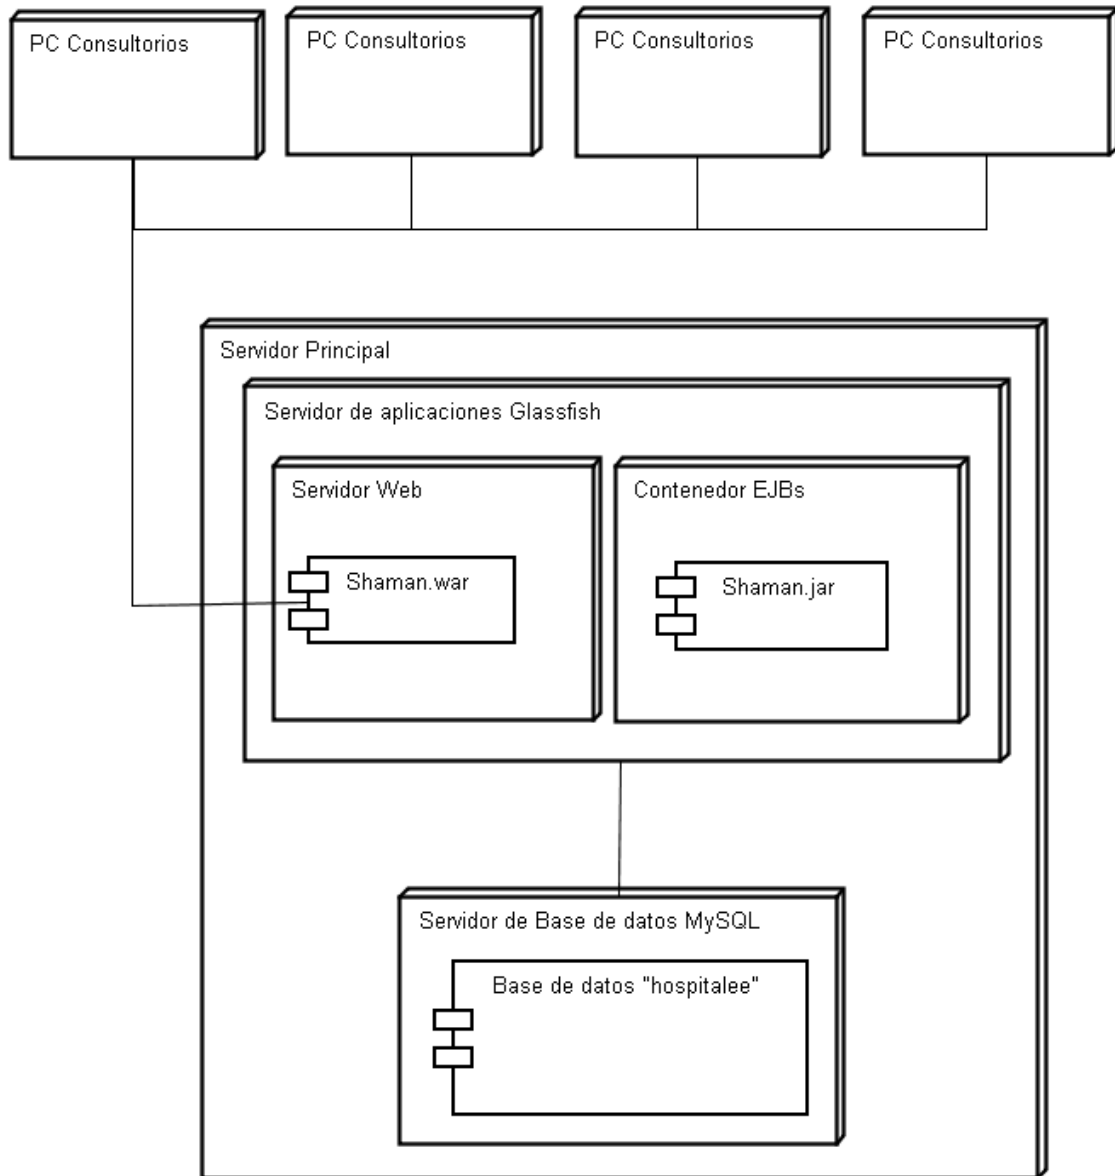 PC Consultorios
PC Consultorios
PC Consultorios
PC Consultorios
Servidor Principal
Servidor de aplicaciones Glassfish
Servidor Web
Contenedor EJBs
Shaman.war
Shaman.jar
Servidor de Base de datos MySQL
Base de datos "hospitalee"